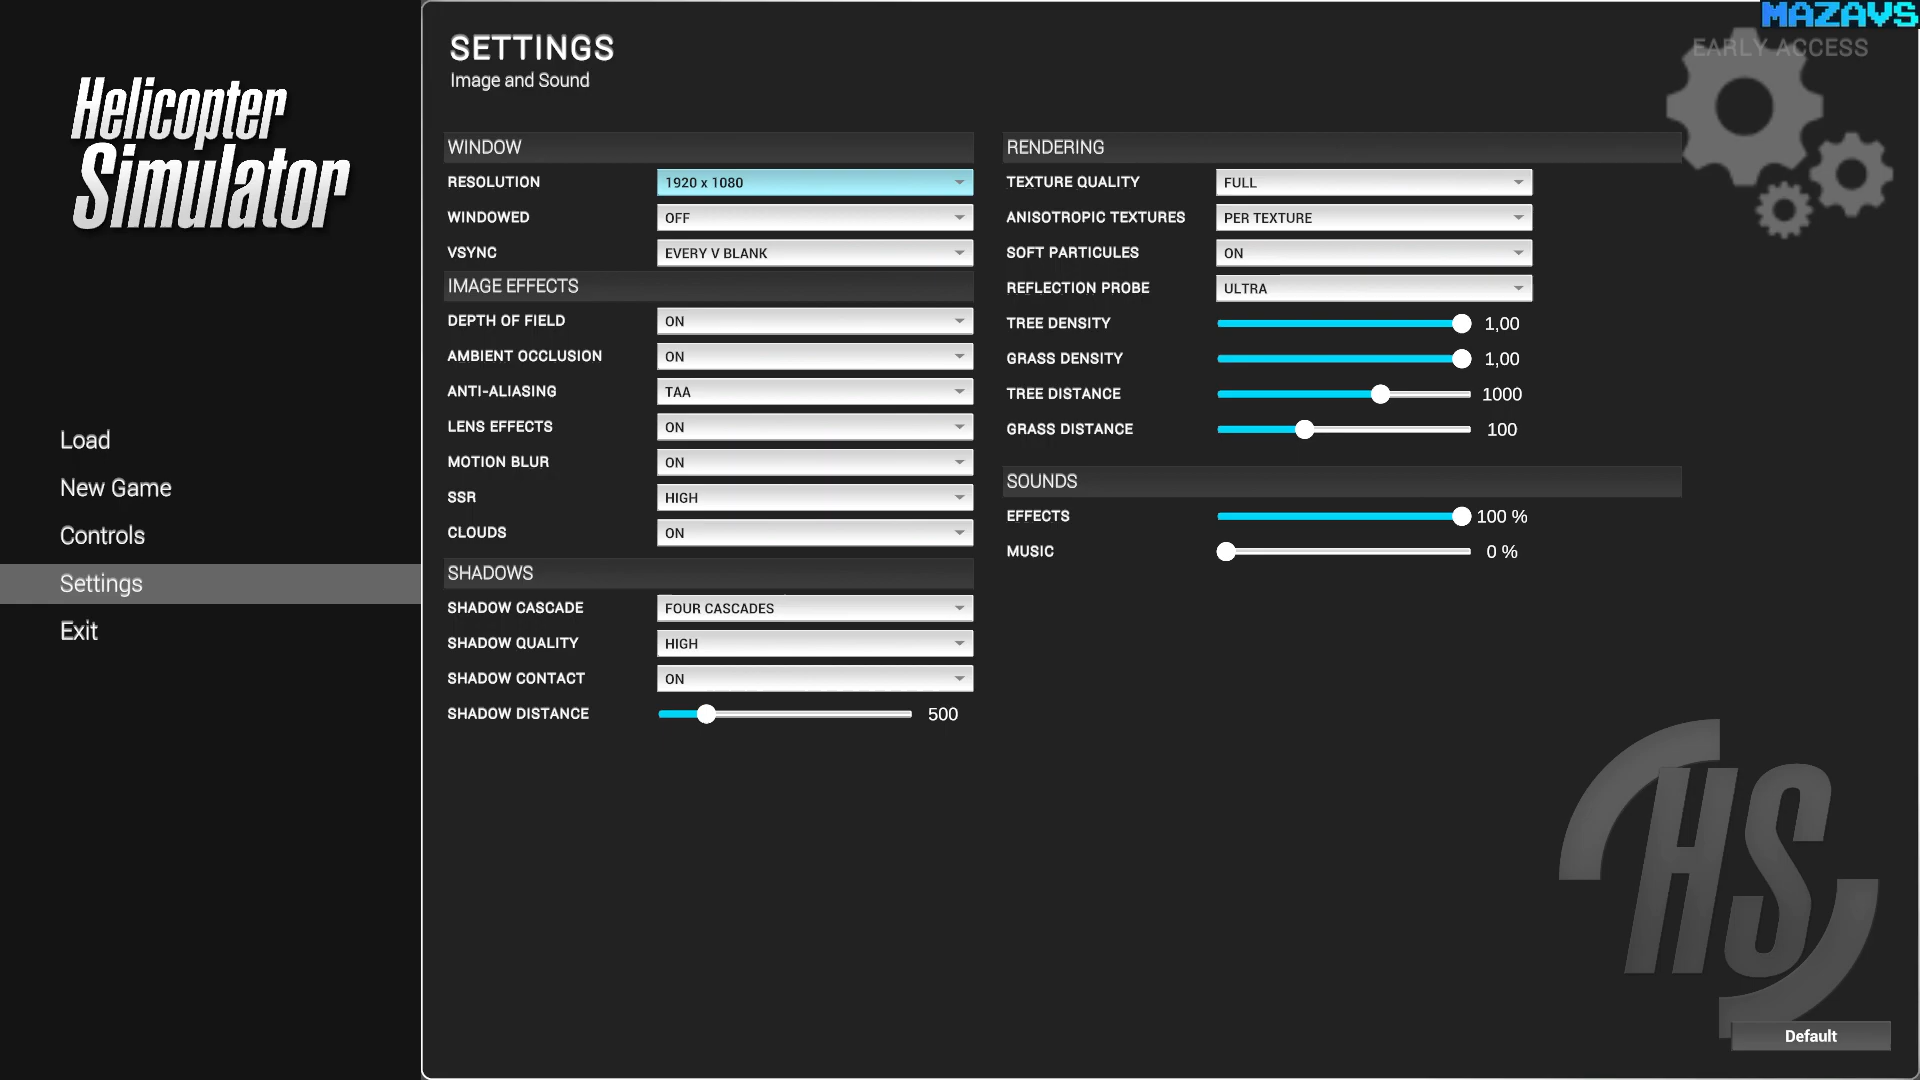 MAZAVS
EARLY ACCESS
Helicopter
Simulator
Load
New Game
Controls
Settings
Exit
SETTINGS
Image and Sound
WINDOW
RESOLUTION 1920 x 1080
WINDOWED OFF
VSYNC EVERY V BLANK
IMAGE EFFECTS
DEPTH OF FIELD ON
AMBIENT OCCLUSION ON
ANTI-ALIASING TAA
LENS EFFECTS ON
MOTION BLUR ON
SSR HIGH
CLOUDS ON
SHADOWS
SHADOW CASCADE FOUR CASCADES
SHADOW QUALITY HIGH
SHADOW CONTACT ON
SHADOW DISTANCE 500
RENDERING
TEXTURE QUALITY FULL
ANISOTROPIC TEXTURES PER TEXTURE
SOFT PARTICULES ON
REFLECTION PROBE ULTRA
TREE DENSITY 1,00
GRASS DENSITY 1,00
TREE DISTANCE 1000
GRASS DISTANCE 100
SOUNDS
EFFECTS 100 %
MUSIC 0 %
HS
Default